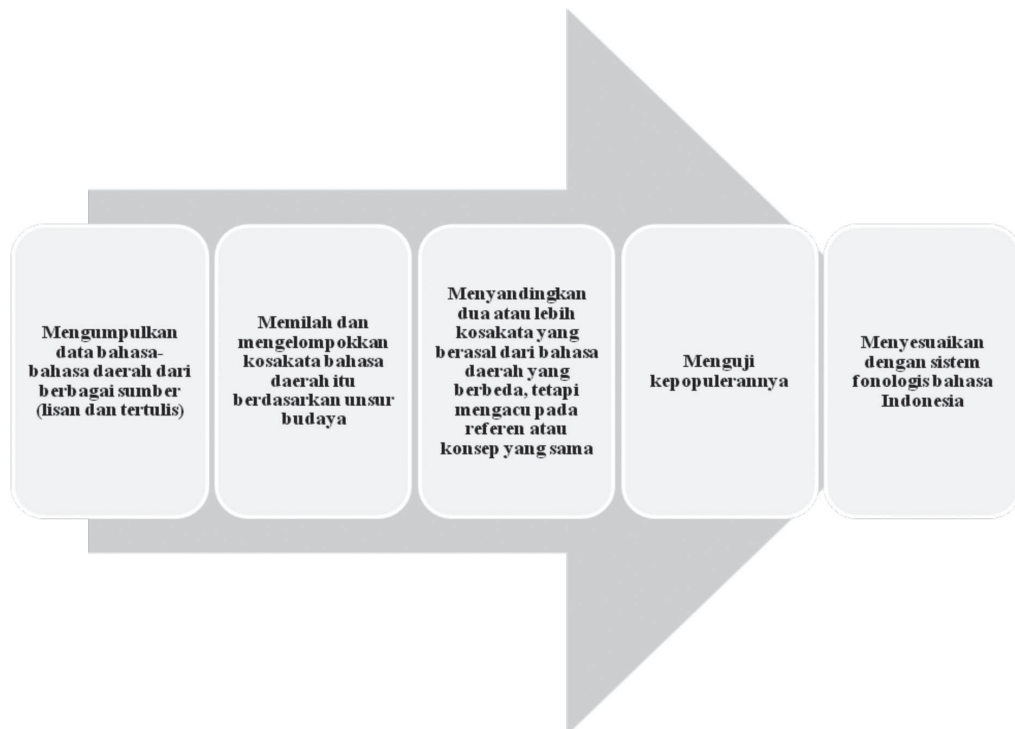 Mengumpulkan
data bahasa-
bahasa daerah dari
berbagai sumber
(lisan dan tertulis)
Memilah dan
mengelompokkan
kosakata bahasa
daerah itu
berdasarkan unsur
budaya
Menyandingkan
dua atau lebih
kosakata yang
berasal dari bahasa
daerah yang
berbeda, tetapi
mengacu pada
referen atau
konsep yang sama
Menguji
kepopulerannya
Menyesuaikan
dengan sistem
fonologis bahasa
Indonesia